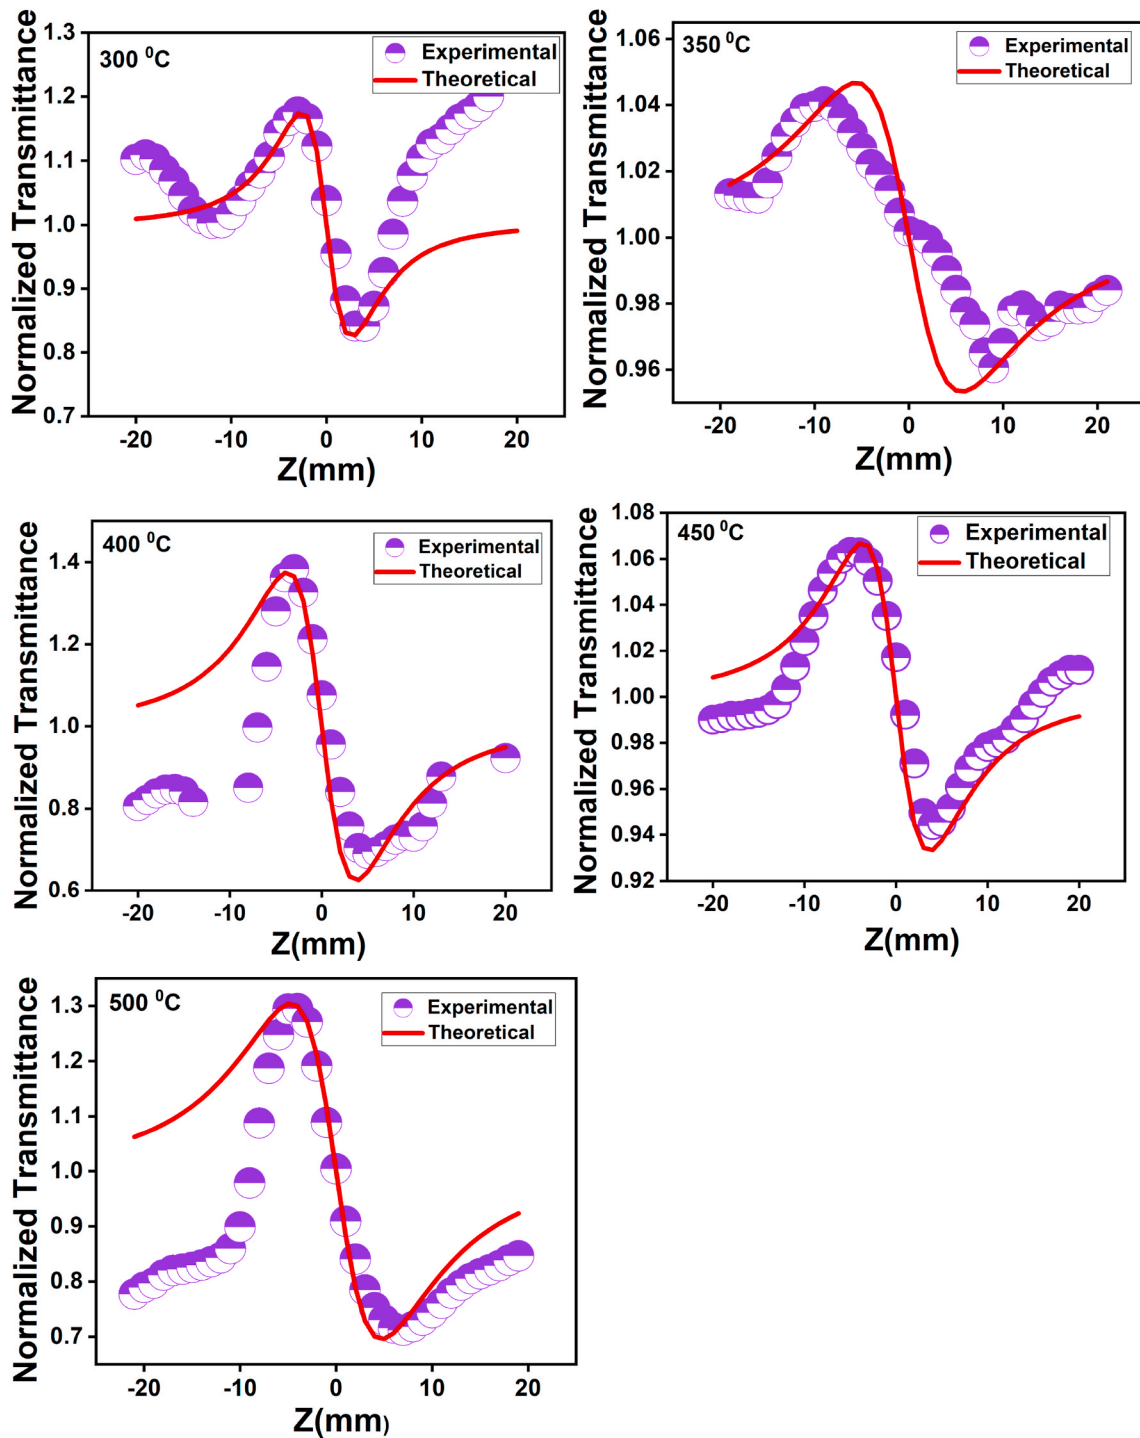 300 ⁰C
Experimental
Theoretical
Normalized Transmittance
1.3
1.2
1.1
1.0
0.9
0.8
0.7
-20 -10 0 10 20
Z(mm)
350 ⁰C
Experimental
Theoretical
Normalized Transmittance
1.06
1.04
1.02
1.00
0.98
0.96
-20 -10 0 10 20
Z(mm)
400 ⁰C
Experimental
Theoretical
Normalized Transmittance
1.4
1.2
1.0
0.8
0.6
-20 -10 0 10 20
Z(mm)
450 ⁰C
Experimental
Theoretical
Normalized Transmittance
1.08
1.06
1.04
1.02
1.00
0.98
0.96
0.94
0.92
-20 -10 0 10 20
Z(mm)
500 ⁰C
Experimental
Theoretical
Normalized Transmittance
1.3
1.2
1.1
1.0
0.9
0.8
0.7
-20 -10 0 10 20
Z(mm)